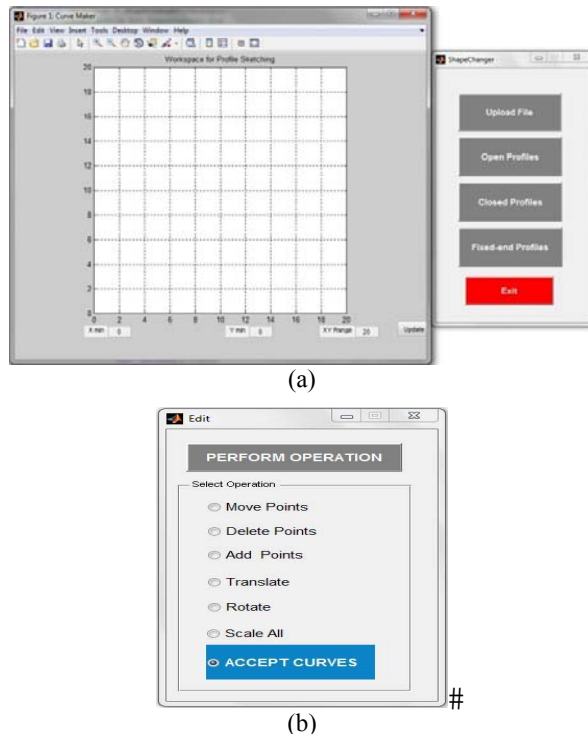 Figure 1: Curve Maker
File Edit View Insert Tools Desktop Window Help
Workspace for Profile Sketching
20
18
16
14
12
10
8
6
4
2
0
0 2 4 6 8 10 12 14 16 18 20
X min 0 Y min 0 XY Range 20 Update
ShapeChanger
Upload File
Open Profiles
Closed Profiles
Fixed-end Profiles
Exit
(a)
Edit
PERFORM OPERATION
Select Operation
Move Points
Delete Points
Add Points
Translate
Rotate
Scale All
ACCEPT CURVES
#
(b)